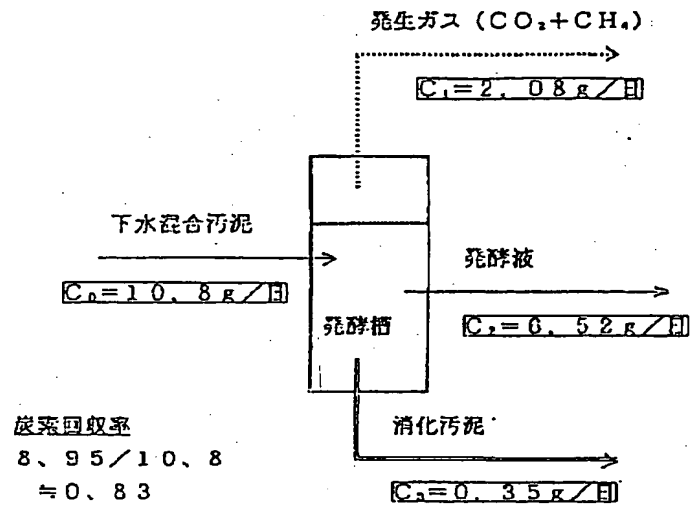 発生ガス（CO₂＋CH₄）
C₁＝2.08g／日
下水混合汚泥
C₀＝10.8g／日
発酵液
C₂＝6.52g／日
発酵槽
消化汚泥
C₃＝0.35g／日
炭素回収率
8、95／10、8
≒0、83